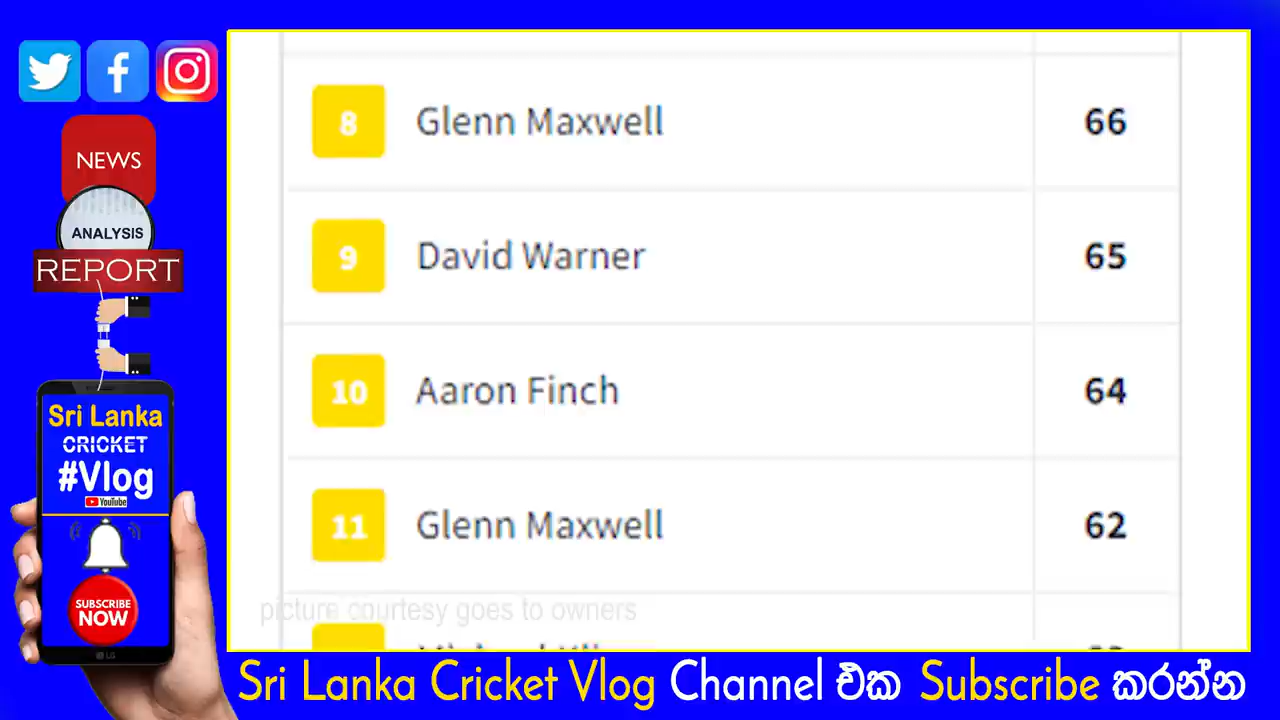 NEWS
ANALYSIS
REPORT
Sri Lanka
CRICKET
#Vlog
YouTube
SUBSCRIBE
NOW
LG
8 Glenn Maxwell 66
9 David Warner 65
10 Aaron Finch 64
11 Glenn Maxwell 62
picture courtesy goes to owners
Sri Lanka Cricket Vlog Channel එක Subscribe කරන්න